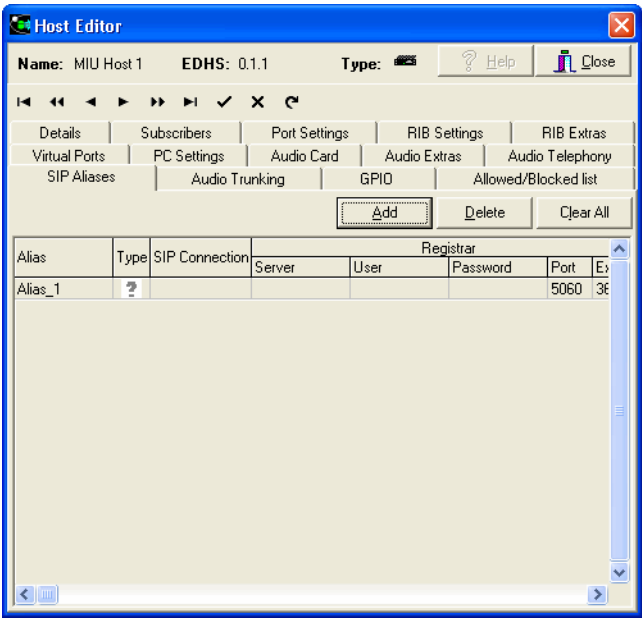 Host Editor
Name: MIU Host 1 EDHS: 0.1.1 Type: ? Help Close
Details Subscribers Port Settings RIB Settings RIB Extras
Virtual Ports PC Settings Audio Card Audio Extras Audio Telephony
SIP Aliases Audio Trunking GPIO Allowed/Blocked list
Add Delete Clear All
Alias Type SIP Connection Registrar
Server User Password Port
Alias_1 ? 5060